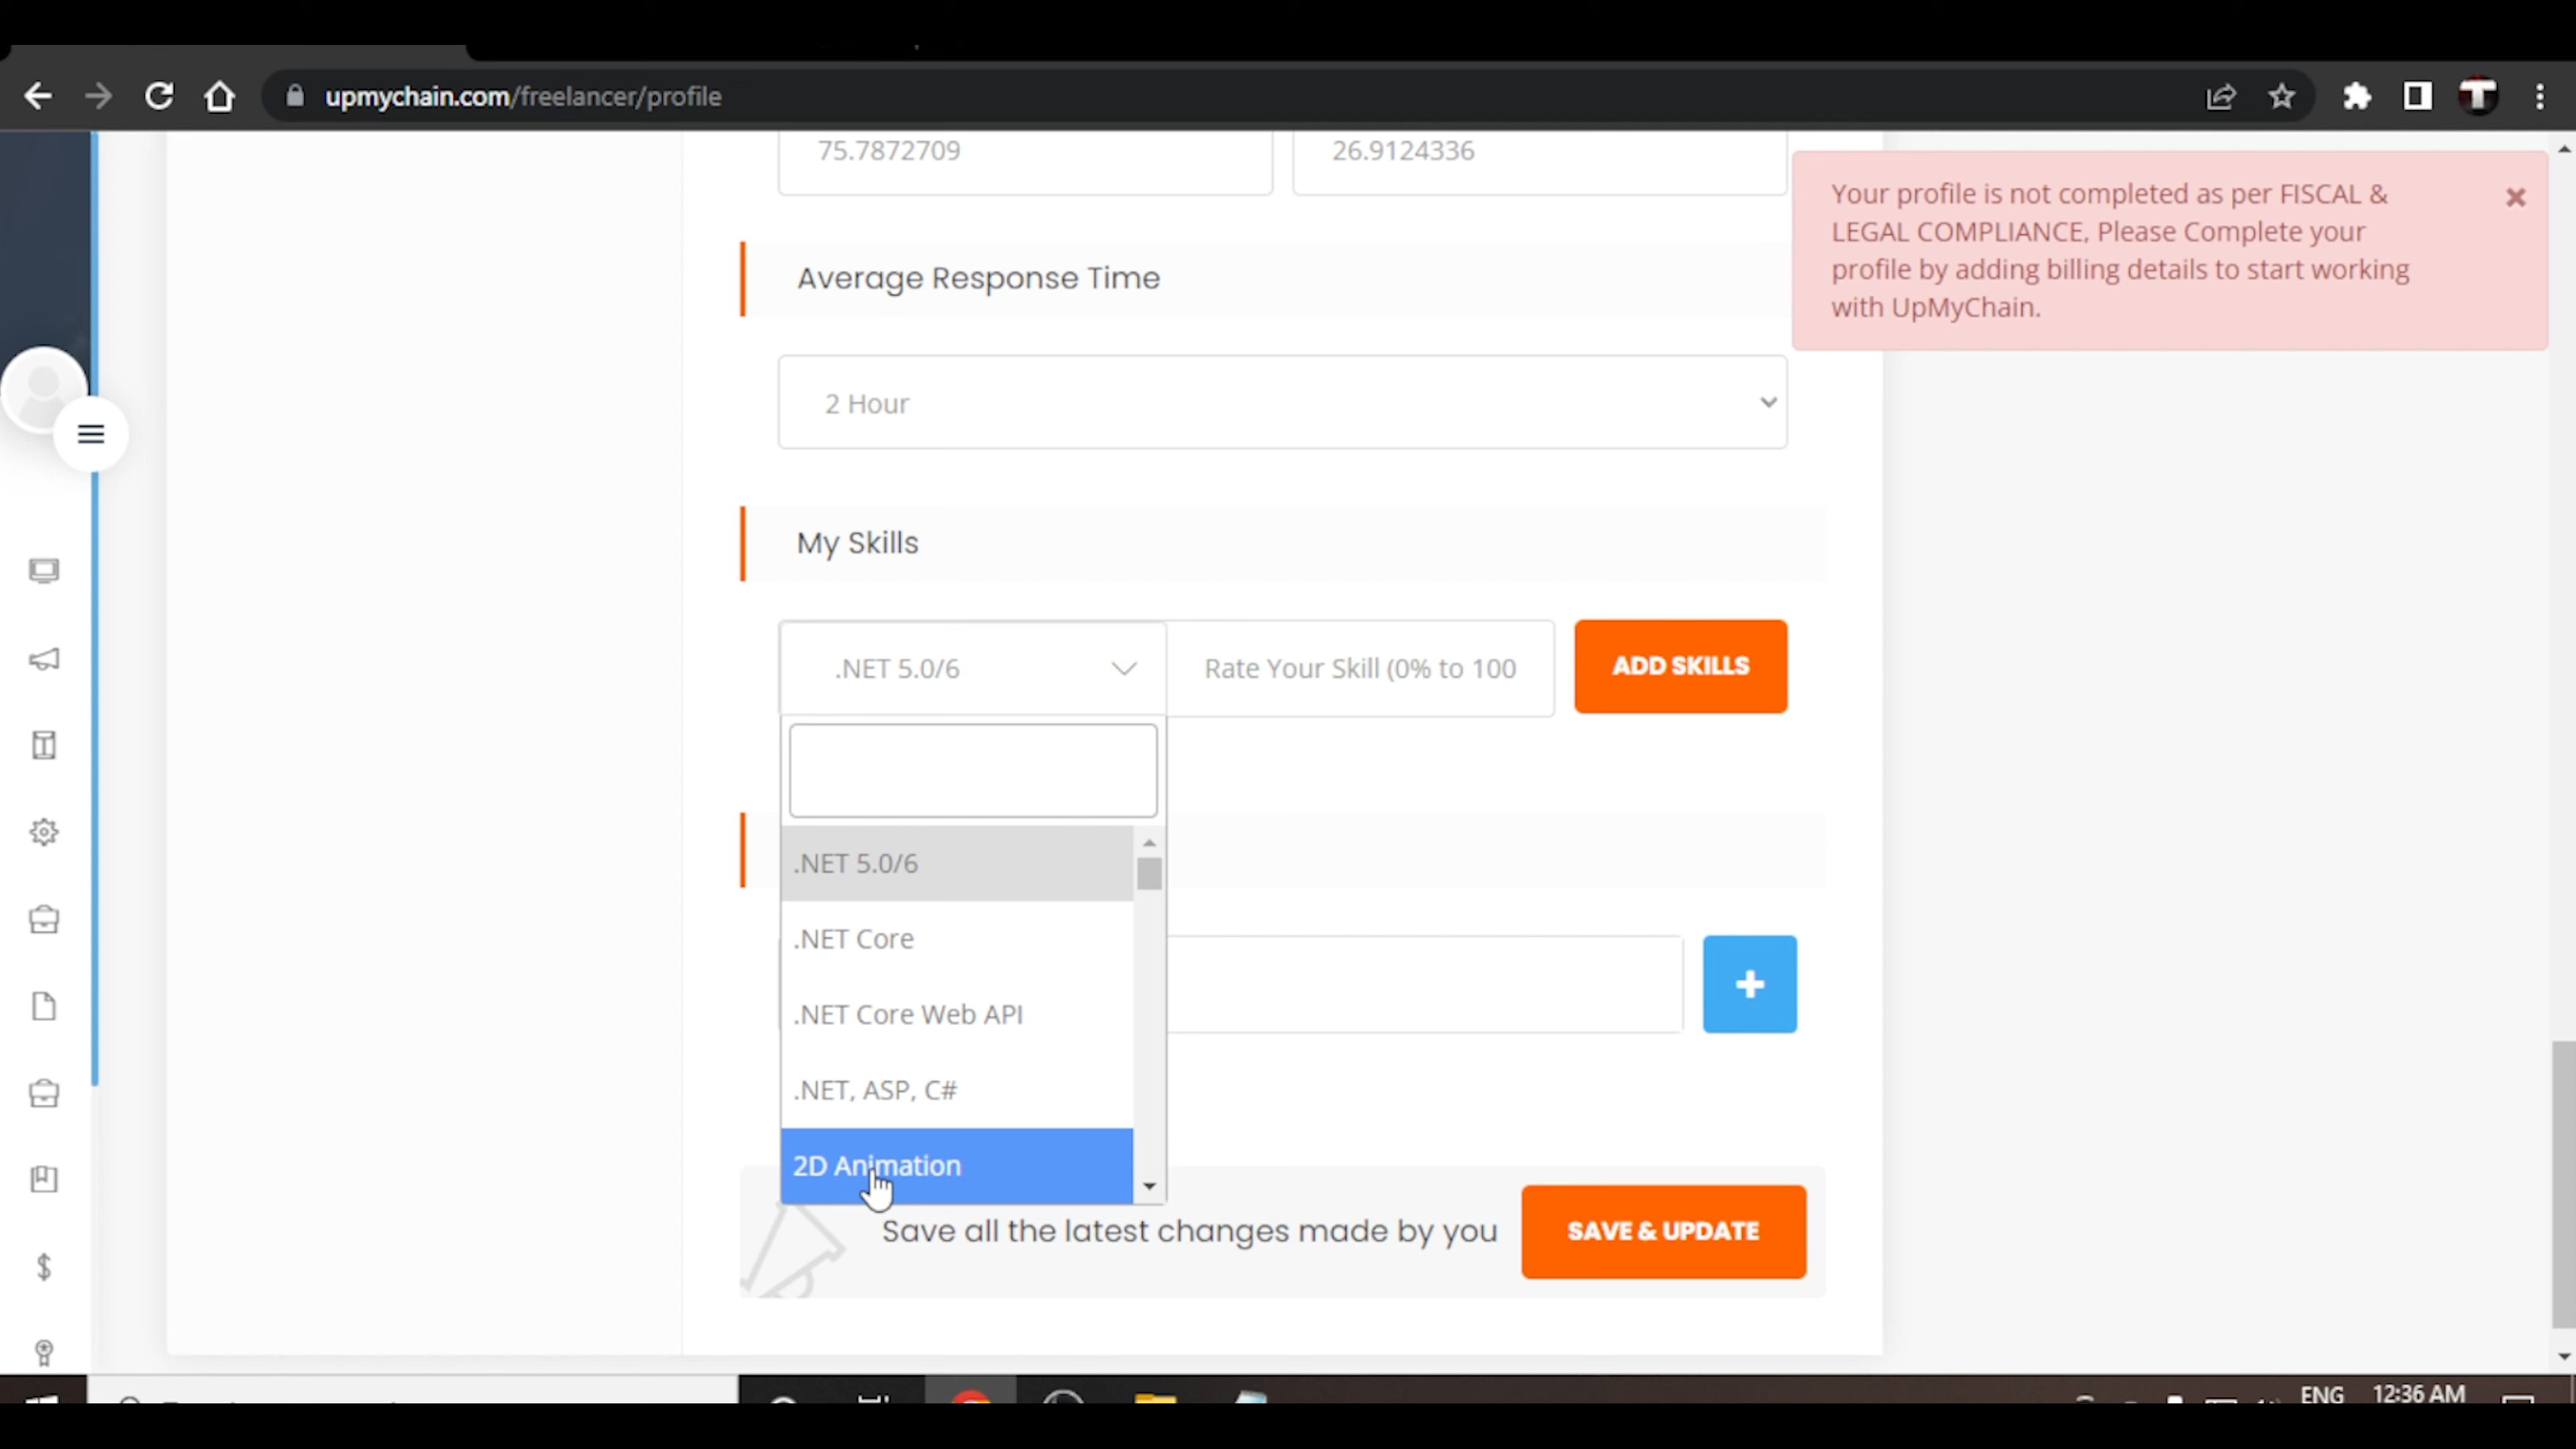 upmychain.com/freelancer/profile
75.7872709
26.9124336
Your profile is not completed as per FISCAL &
LEGAL COMPLIANCE, Please Complete your
profile by adding billing details to start working
with UpMyChain.
Average Response Time
2 Hour
My Skills
.NET 5.0/6
Rate Your Skill (0% to 100
ADD SKILLS
.NET 5.0/6
.NET Core
.NET Core Web API
.NET, ASP, C#
2D Animation
Save all the latest changes made by you
SAVE & UPDATE
ENG
12:36 AM